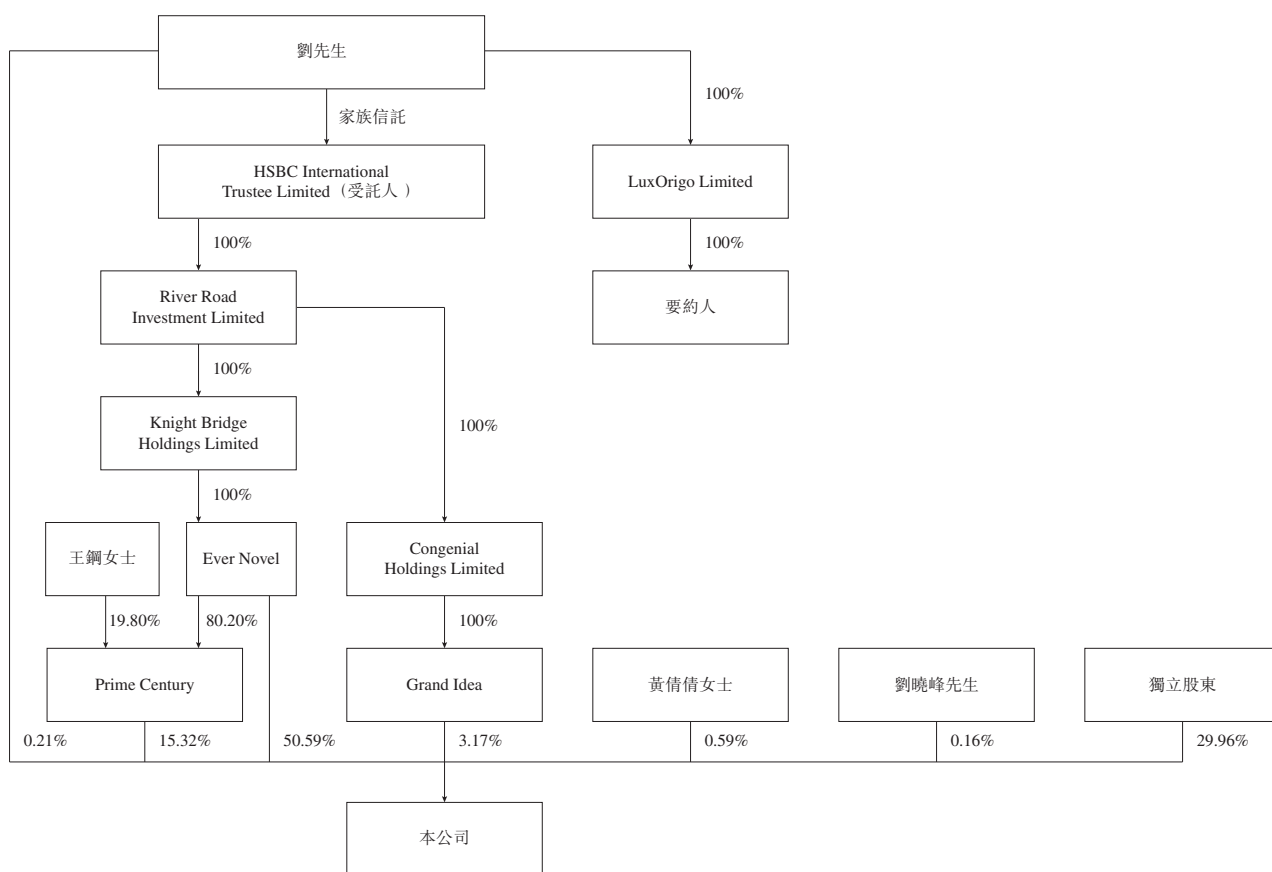 劉先生
家族信託
100%
HSBC International
Trustee Limited（受託人 ）
LuxOrigo Limited
100%
100%
River Road
Investment Limited
要約人
100%
Knight Bridge
Holdings Limited
100%
100%
王鋼女士
Ever Novel
Congenial
Holdings Limited
19.80%
80.20%
100%
Prime Century
Grand Idea
黃倩倩女士
劉曉峰先生
獨立股東
0.21%
15.32%
50.59%
3.17%
0.59%
0.16%
29.96%
本公司